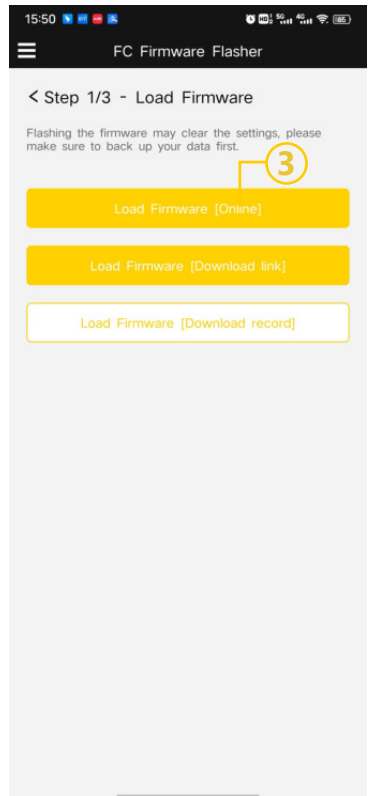 15:50
FC Firmware Flasher
< Step 1/3 - Load Firmware
Flashing the firmware may clear the settings, please
make sure to back up your data first.
3
Load Firmware [Online]
Load Firmware [Download link]
Load Firmware [Download record]